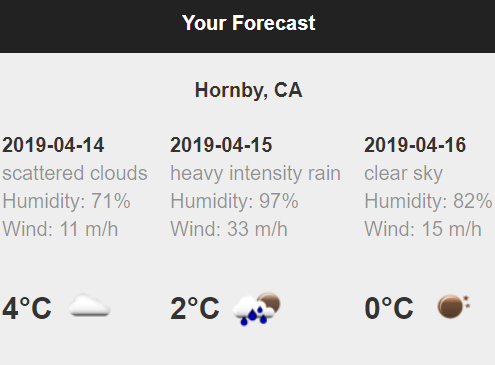 Your Forecast
Hornby, CA
2019-04-14
scattered clouds
Humidity: 71%
Wind: 11 m/h
4°C
2019-04-15
heavy intensity rain
Humidity: 97%
Wind: 33 m/h
2°C
2019-04-16
clear sky
Humidity: 82%
Wind: 15 m/h
0°C